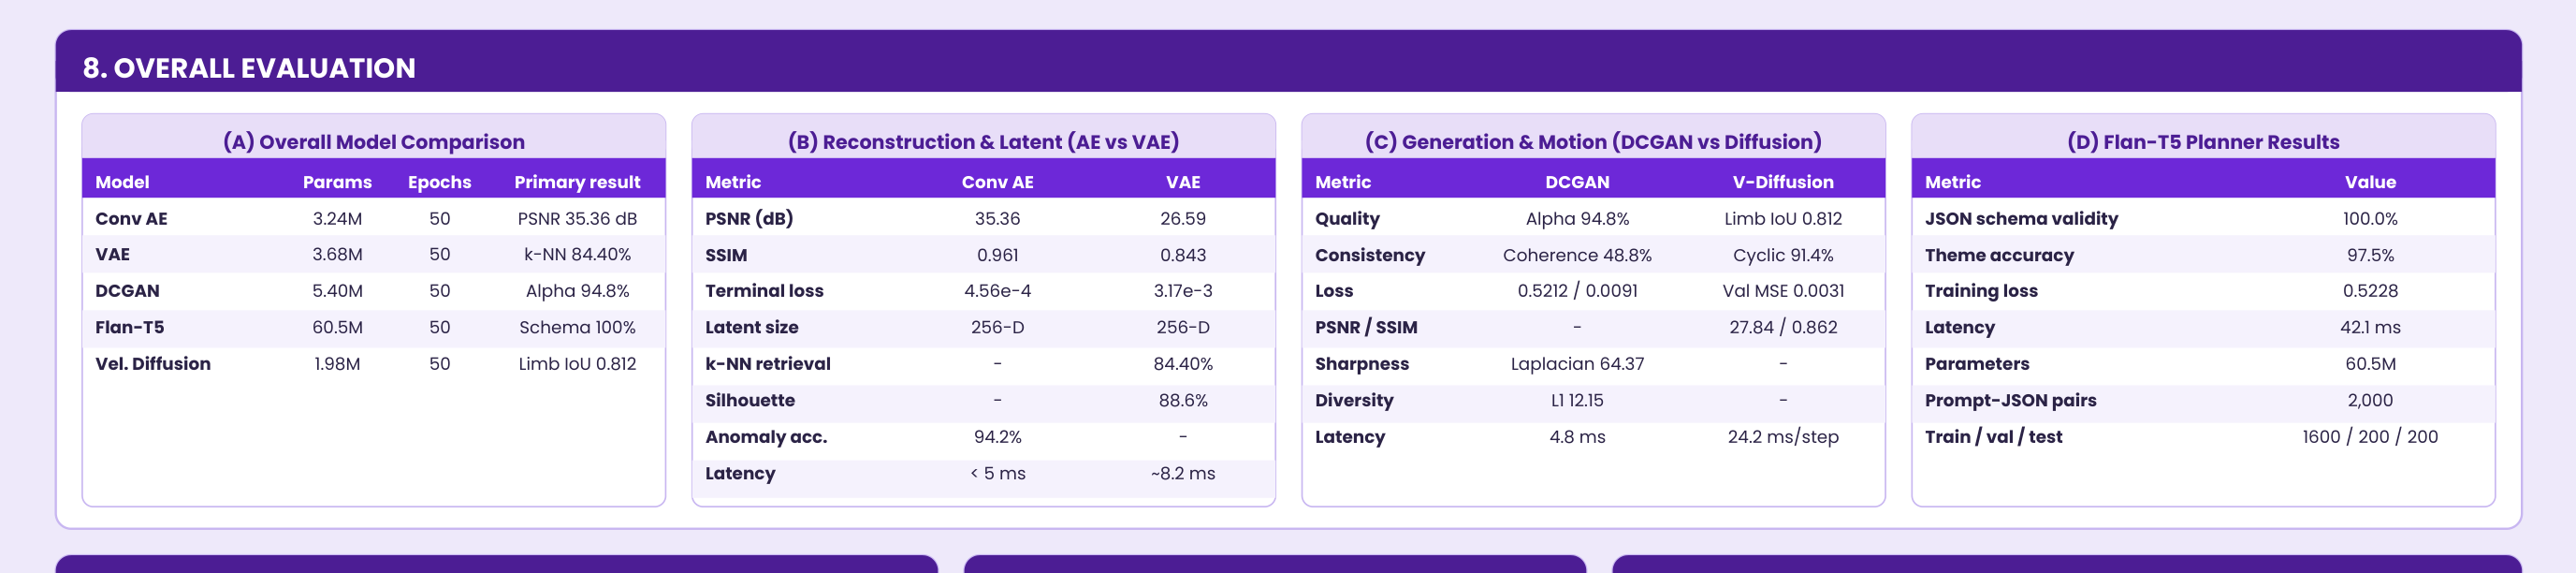 8. OVERALL EVALUATION
(A) Overall Model Comparison
Model Params Epochs Primary result
Conv AE 3.24M 50 PSNR 35.36 dB
VAE 3.68M 50 k-NN 84.40%
DCGAN 5.40M 50 Alpha 94.8%
Flan-T5 60.5M 50 Schema 100%
Vel. Diffusion 1.98M 50 Limb IoU 0.812
(B) Reconstruction & Latent (AE vs VAE)
Metric Conv AE VAE
PSNR (dB) 35.36 26.59
SSIM 0.961 0.843
Terminal loss 4.56e-4 3.17e-3
Latent size 256-D 256-D
k-NN retrieval - 84.40%
Silhouette - 88.6%
Anomaly acc. 94.2% -
Latency < 5 ms ~8.2 ms
(C) Generation & Motion (DCGAN vs Diffusion)
Metric DCGAN V-Diffusion
Quality Alpha 94.8% Limb IoU 0.812
Consistency Coherence 48.8% Cyclic 91.4%
Loss 0.5212 / 0.0091 Val MSE 0.0031
PSNR / SSIM - 27.84 / 0.862
Sharpness Laplacian 64.37 -
Diversity L1 12.15 -
Latency 4.8 ms 24.2 ms/step
(D) Flan-T5 Planner Results
Metric Value
JSON schema validity 100.0%
Theme accuracy 97.5%
Training loss 0.5228
Latency 42.1 ms
Parameters 60.5M
Prompt-JSON pairs 2,000
Train / val / test 1600 / 200 / 200